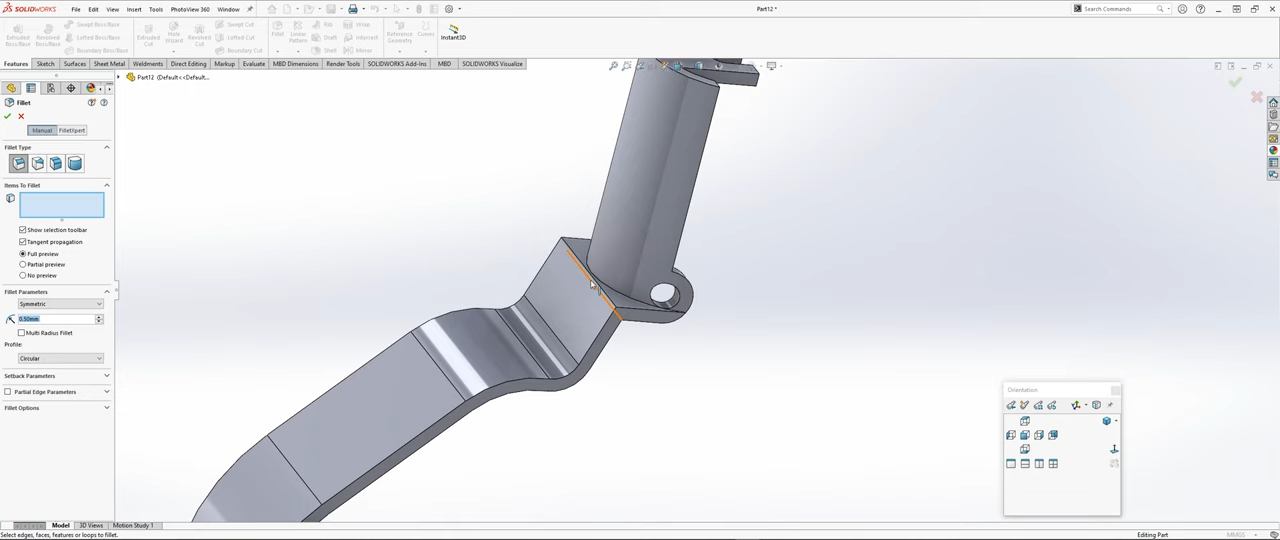 SOLIDWORKS File Edit View Insert Tools PhotoView 360 Window Part12 * Search Commands
Extruded Boss/Base Revolved Boss/Base Swept Boss/Base Lofted Boss/Base Boundary Boss/Base Extruded Cut Hole Wizard Revolved Cut Swept Cut Lofted Cut Boundary Cut Fillet Linear Pattern Rib Draft Shell Wrap Intersect Mirror Reference Geometry Curves Instant3D
Features Sketch Surfaces Sheet Metal Weldments Direct Editing Markup Evaluate MBD Dimensions Render Tools SOLIDWORKS Add-Ins MBD SOLIDWORKS Visualize
Part12 (Default<<Default...
Fillet
Manual FilletXpert
Fillet Type
Items To Fillet
Show selection toolbar
Tangent propagation
Full preview
Partial preview
No preview
Fillet Parameters
Symmetric
0.50mm
Multi Radius Fillet
Profile:
Circular
Setback Parameters
Partial Edge Parameters
Fillet Options
Orientation
Model 3D Views Motion Study 1
Select edges, faces, features or loops to fillet. Editing Part MMGS